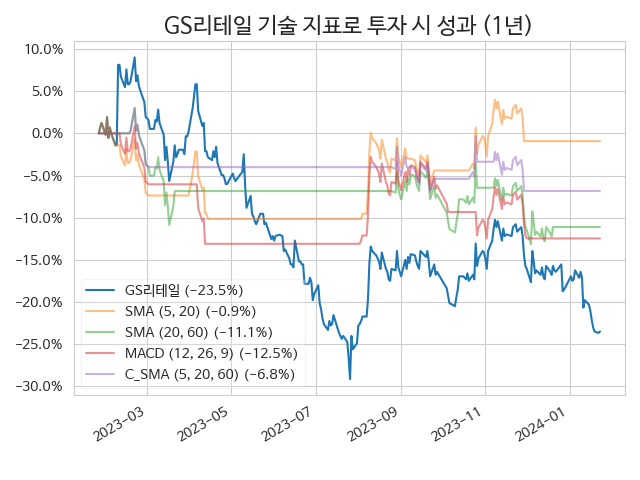 GS리테일 기술 지표로 투자 시 성과 (1년)
10.0%
5.0%
0.0%
−5.0%
−10.0%
−15.0%
−20.0%
−25.0%
−30.0%
GS리테일 (−23.5%)
SMA (5, 20) (−0.9%)
SMA (20, 60) (−11.1%)
MACD (12, 26, 9) (−12.5%)
C_SMA (5, 20, 60) (−6.8%)
2023−03
2023−05
2023−07
2023−09
2023−11
2024−01